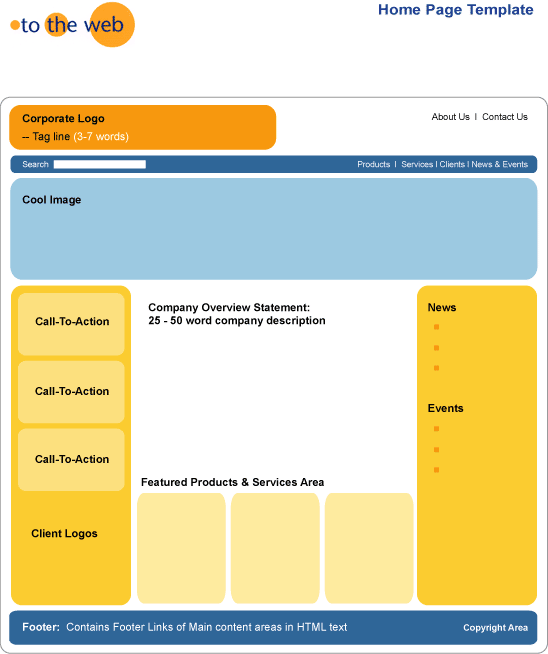 to the web
Home Page Template
Corporate Logo
-- Tag line (3-7 words)
About Us I Contact Us
Search
Products I Services I Clients I News & Events
Cool Image
Call-To-Action
Call-To-Action
Call-To-Action
Client Logos
Company Overview Statement:
25 - 50 word company description
Featured Products & Services Area
News
Events
Footer: Contains Footer Links of Main content areas in HTML text
Copyright Area